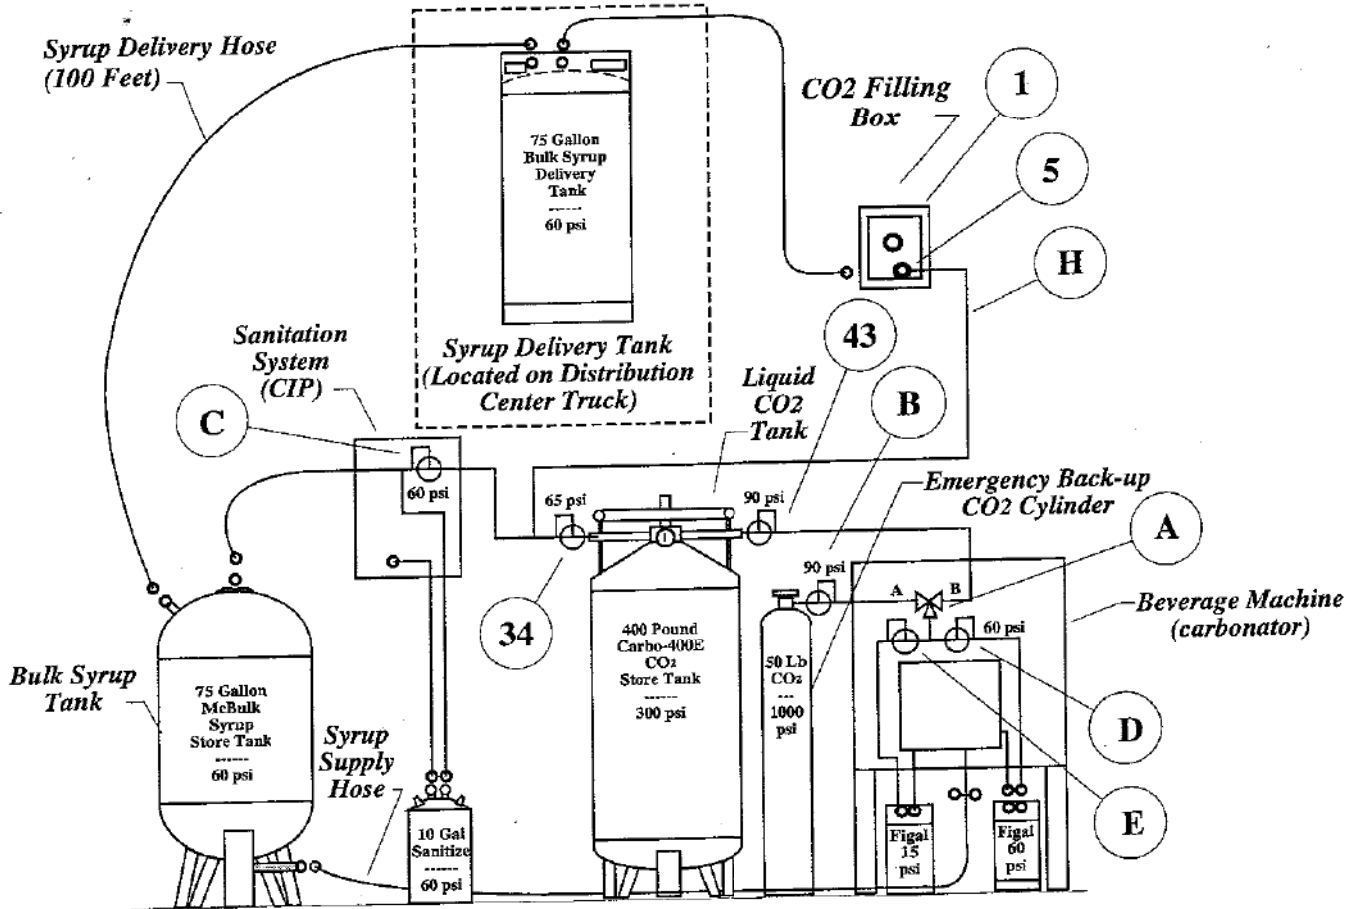 Syrup Delivery Hose
(100 Feet)
75 Gallon
Bulk Syrup
Delivery
Tank
------
60 psi
CO2 Filling
Box
1
5
H
Syrup Delivery Tank
(Located on Distribution
Center Truck)
Sanitation
System
(CIP)
C
60 psi
43
Liquid
CO2
Tank
B
65 psi
90 psi
Emergency Back-up
CO2 Cylinder
A
90 psi
A
B
34
60 psi
Beverage Machine
(carbonator)
400 Pound
Carbo-400E
CO2
Store Tank
------
300 psi
50 Lb
CO2
---
1000
psi
Bulk Syrup
Tank
75 Gallon
McBulk
Syrup
Store Tank
------
60 psi
Syrup
Supply
Hose
D
E
10 Gal
Sanitize
------
60 psi
Figal
15
psi
Figal
60
psi